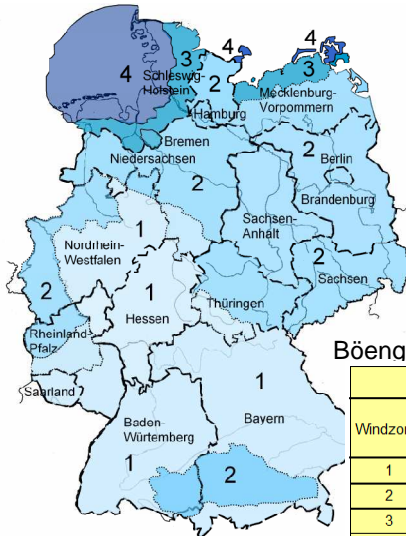 4
4
3
4
3
Schleswig-
Holstein
2
Mecklenburg-
Vorpommern
Hamburg
Bremen
Niedersachsen
2
Berlin
2
Brandenburg
Sachsen-
Anhalt
1
Nordrhein-
Westfalen
2
Sachsen
2
1
Hessen
Thüringen
Rheinland-
Pfalz
Saarland
Böeng
1
Bayern
Baden
Würtemberg
1
2
Windzo
1
2
3